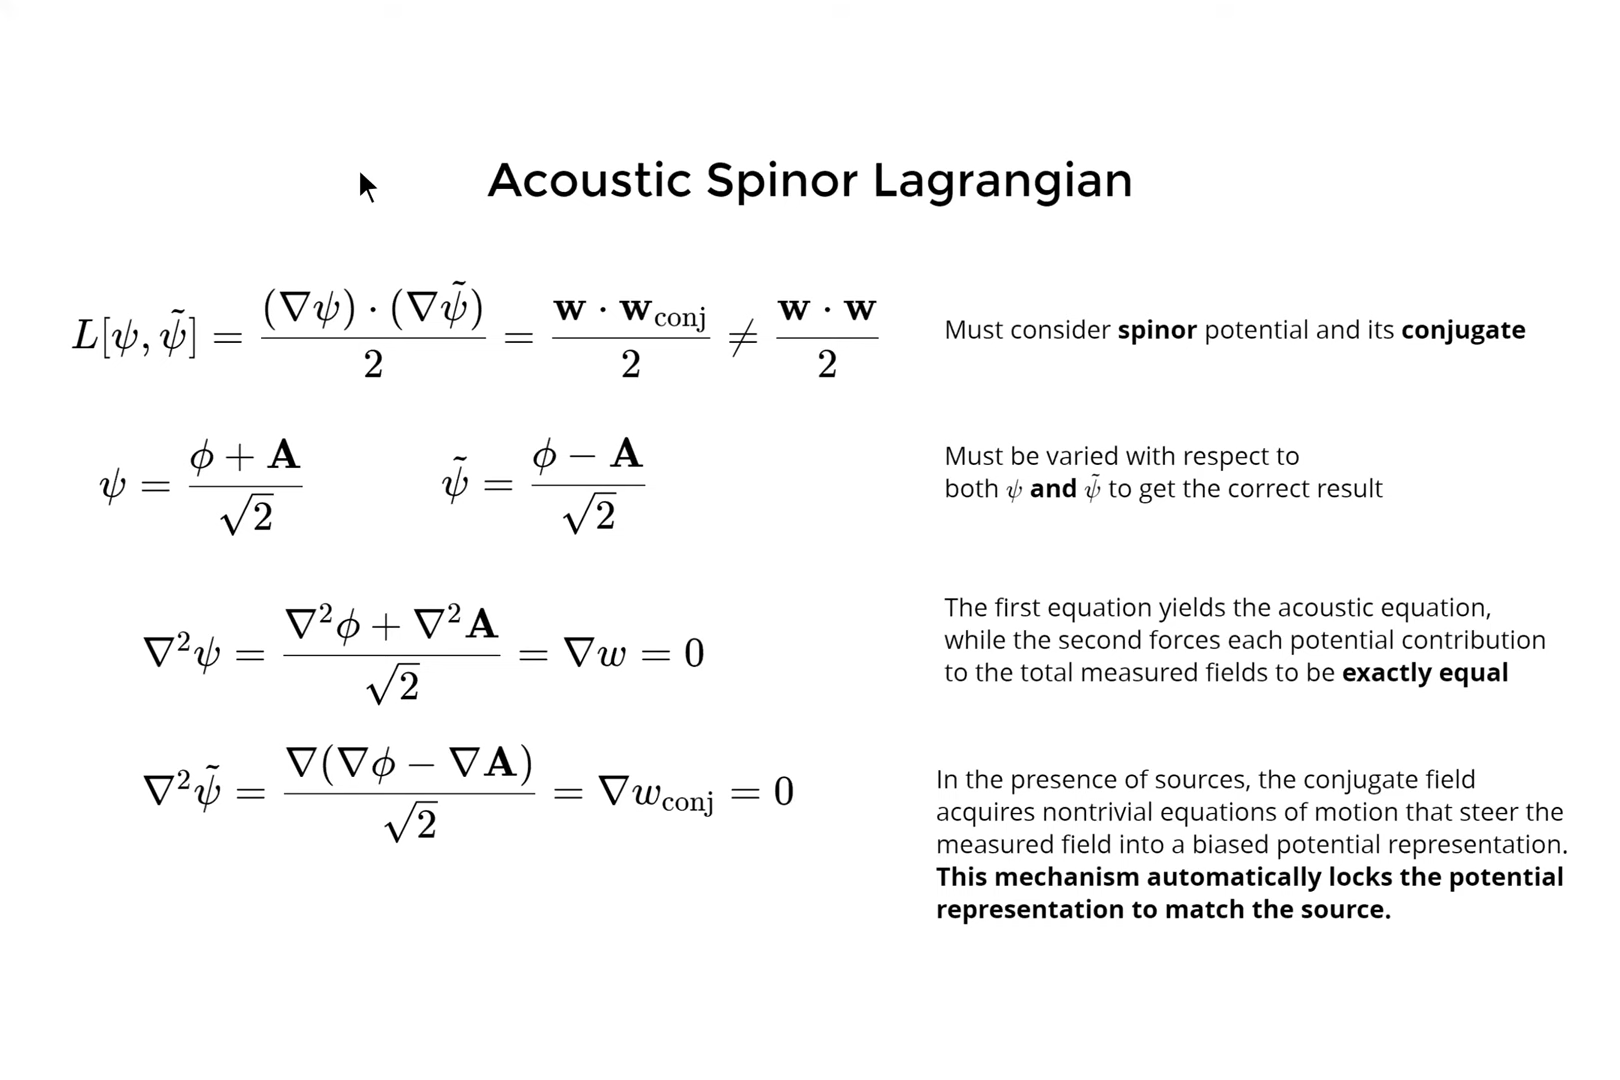 Acoustic Spinor Lagrangian
L[ψ, ψ̃] = (∇ψ) · (∇ψ̃) / 2 = 𝐰 · 𝐰conj / 2 ≠ 𝐰 · 𝐰 / 2
Must consider spinor potential and its conjugate
ψ = (ϕ + 𝐀) / √2
ψ̃ = (ϕ − 𝐀) / √2
Must be varied with respect to
both ψ and ψ̃ to get the correct result
∇²ψ = (∇²ϕ + ∇²𝐀) / √2 = ∇w = 0
The first equation yields the acoustic equation,
while the second forces each potential contribution
to the total measured fields to be exactly equal
∇²ψ̃ = ∇(∇ϕ − ∇𝐀) / √2 = ∇wconj = 0
In the presence of sources, the conjugate field
acquires nontrivial equations of motion that steer the
measured field into a biased potential representation.
This mechanism automatically locks the potential
representation to match the source.